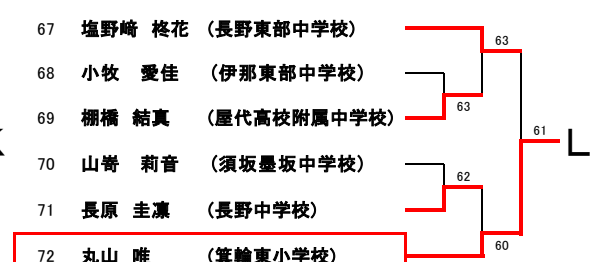 67 塩野﨑 柊花 (長野東部中学校)
63
68 小牧 愛佳 (伊那東部中学校)
63
69 棚橋 結真 (屋代高校附属中学校)
61 L
70 山嵜 莉音 (須坂墨坂中学校)
62
71 長原 圭凛 (長野中学校)
60
72 丸山 唯 (箕輪東小学校)